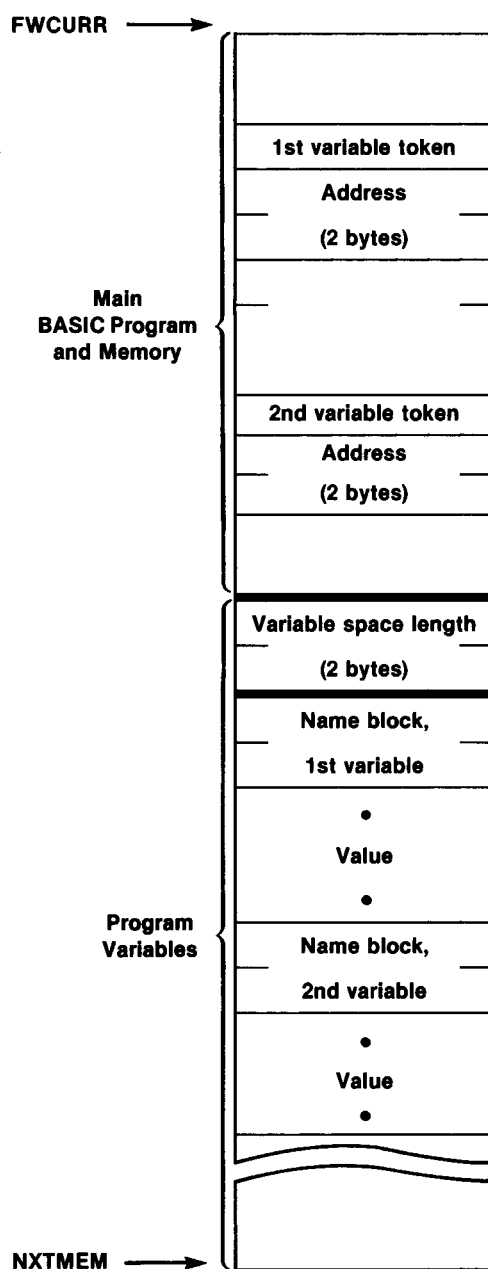 FWCURR
1st variable token
Address
(2 bytes)
Main
BASIC Program
and Memory
2nd variable token
Address
(2 bytes)
Variable space length
(2 bytes)
Name block,
1st variable
Value
Program
Variables
Name block,
2nd variable
Value
NXTMEM